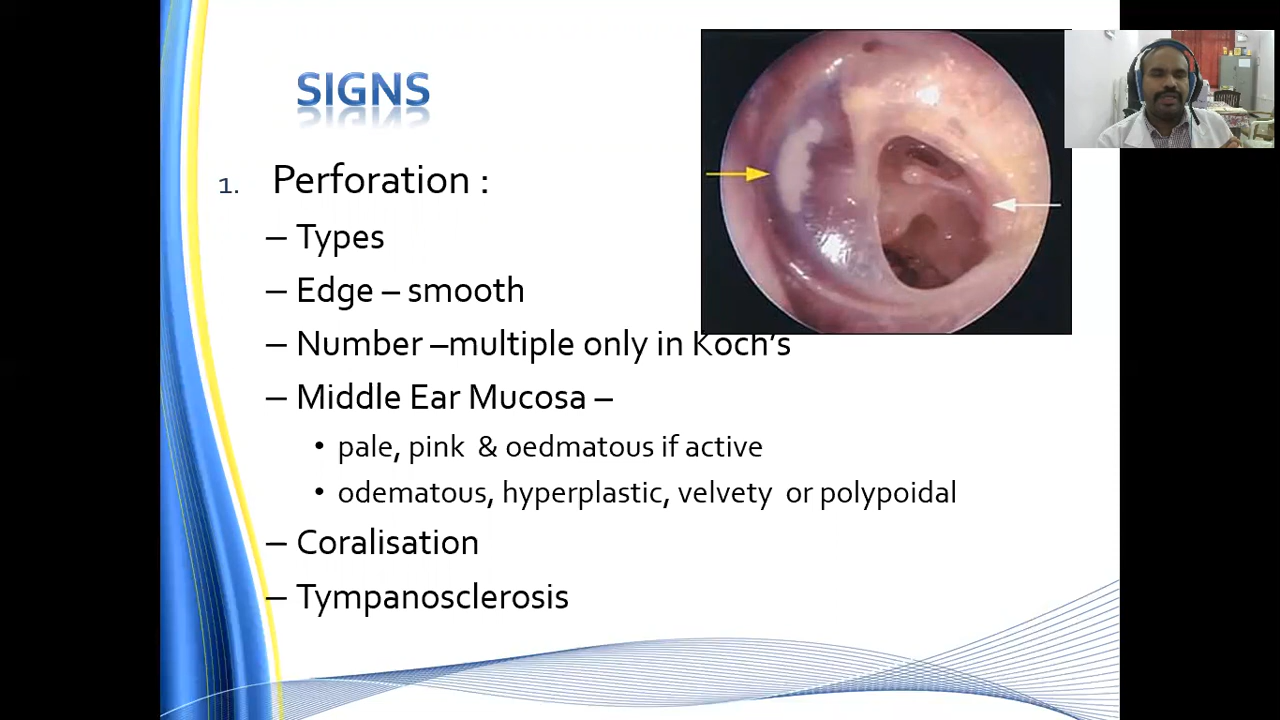 SIGNS
1. Perforation :
– Types
– Edge – smooth
– Number –multiple only in Koch's
– Middle Ear Mucosa –
• pale, pink & oedmatous if active
• odematous, hyperplastic, velvety or polypoidal
– Coralisation
– Tympanosclerosis